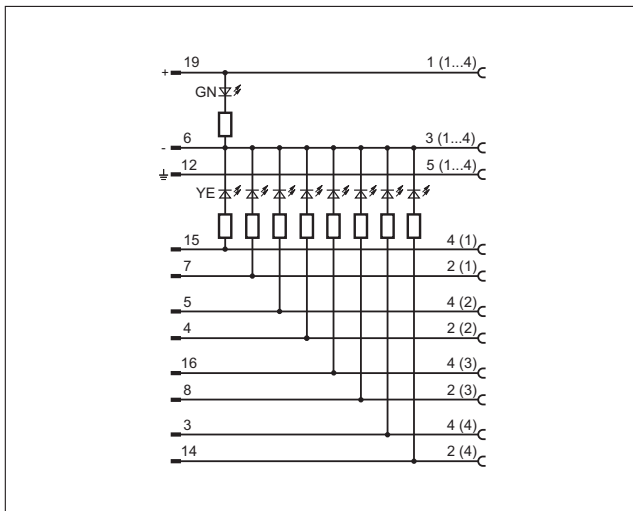 + 19 1 (1...4)
GN
- 6 3 (1...4)
12 5 (1...4)
YE
15 4 (1)
7 2 (1)
5 4 (2)
4 2 (2)
16 4 (3)
8 2 (3)
3 4 (4)
14 2 (4)